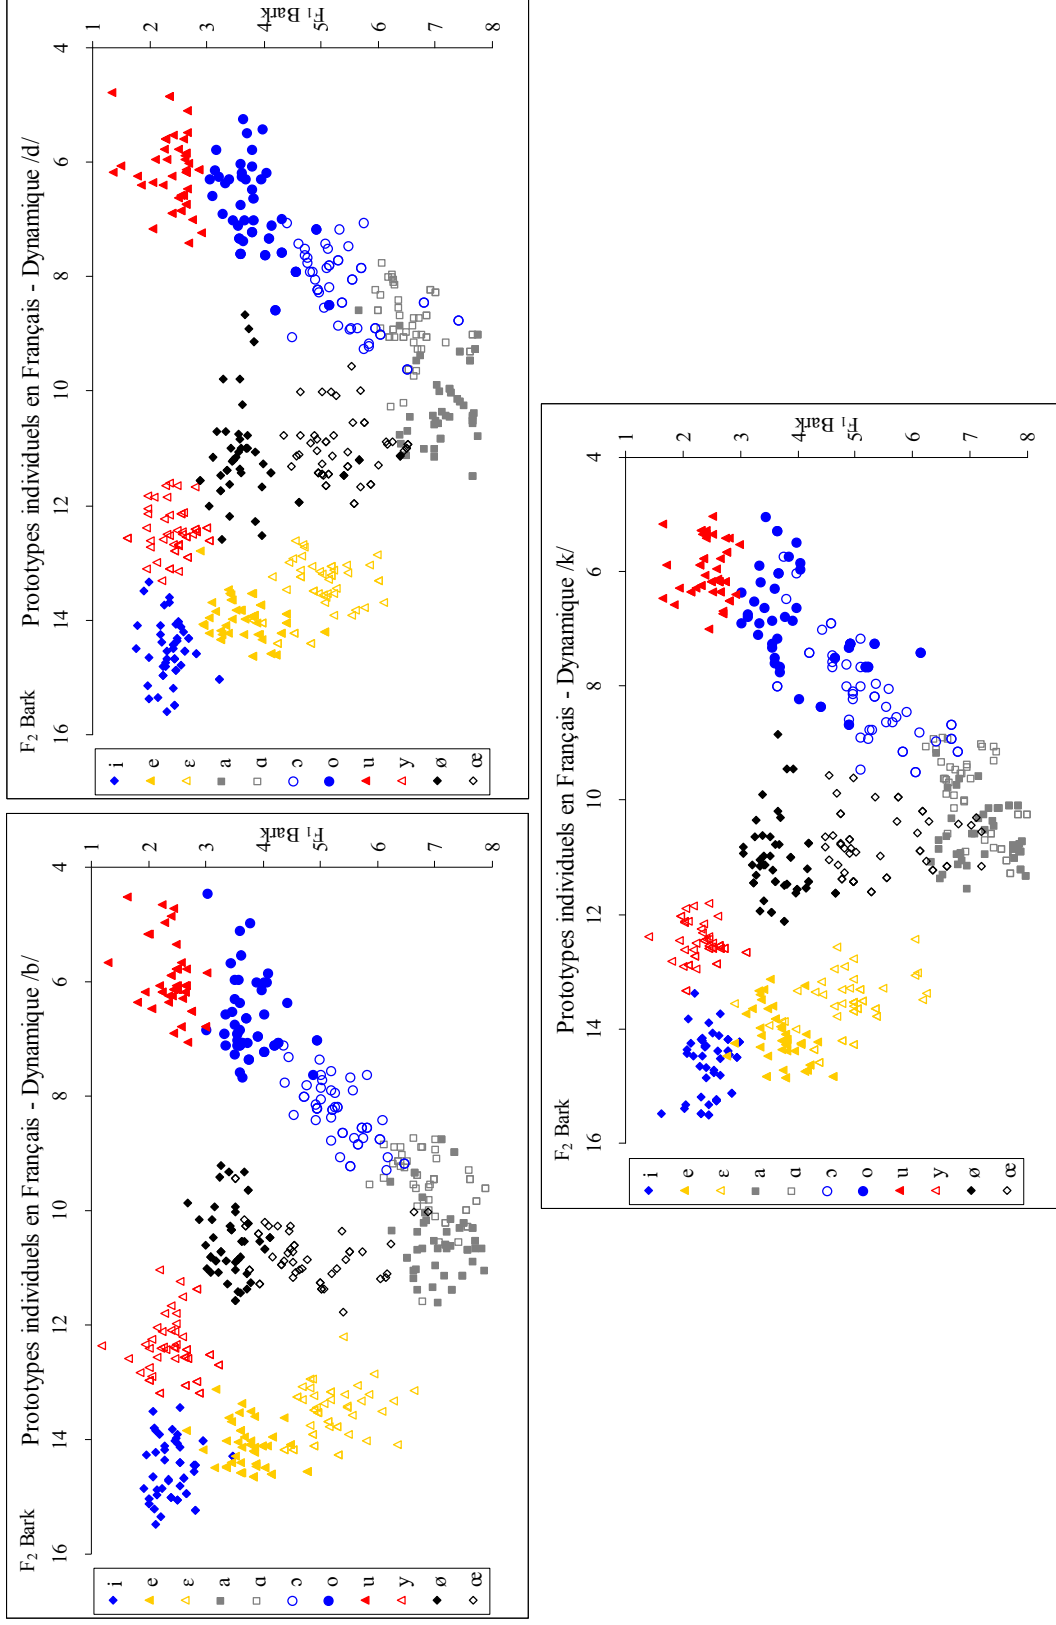 F₂ Bark Prototypes individuels en Français - Dynamique /b/
16 14 12 10 8 6 4
1
2
3
4
5
6
7
8
F₁ Bark
i
e
ε
a
ɑ
ɔ
o
u
y
ø
œ
F₂ Bark Prototypes individuels en Français - Dynamique /d/
16 14 12 10 8 6 4
1
2
3
4
5
6
7
8
F₁ Bark
i
e
ε
a
ɑ
ɔ
o
u
y
ø
œ
F₂ Bark Prototypes individuels en Français - Dynamique /k/
16 14 12 10 8 6 4
1
2
3
4
5
6
7
8
F₁ Bark
i
e
ε
a
ɑ
ɔ
o
u
y
ø
œ